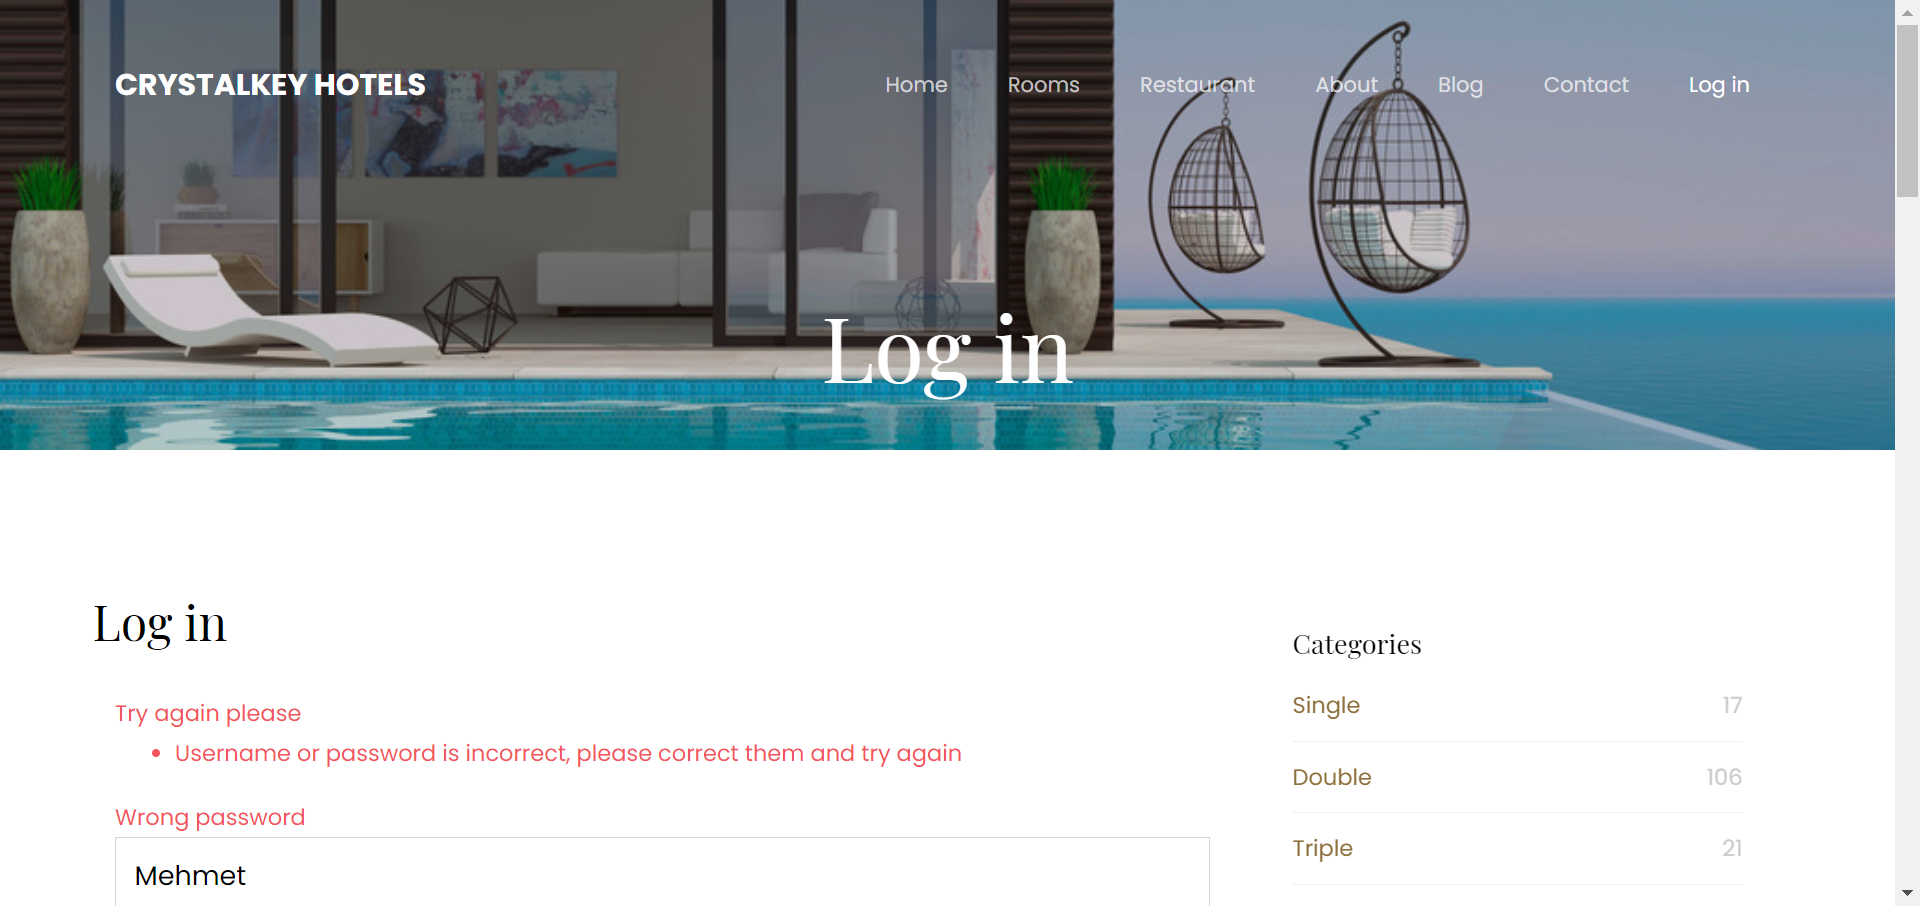 CRYSTALKEY HOTELS
Home Rooms Restaurant About Blog Contact Log in
Log in
Log in
Try again please
Username or password is incorrect, please correct them and try again
Wrong password
Mehmet
Categories
Single 17
Double 106
Triple 21